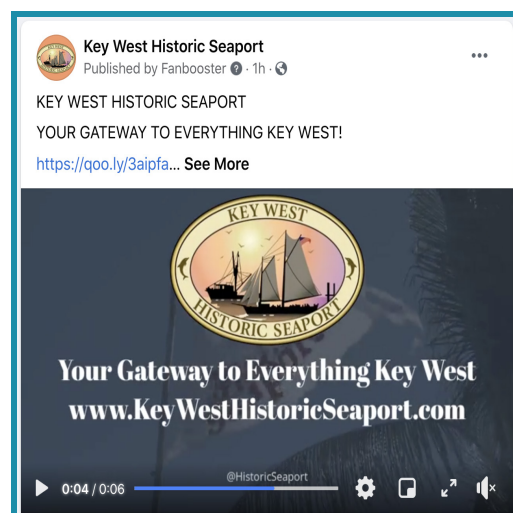 Key West Historic Seaport
Published by Fanbooster ? · 1h ·
KEY WEST HISTORIC SEAPORT
YOUR GATEWAY TO EVERYTHING KEY WEST!
https://qoo.ly/3aipfa... See More
KEY WEST
HISTORIC SEAPORT
Your Gateway to Everything Key West
www.KeyWestHistoricSeaport.com
@HistoricSeaport
0:04 / 0:06